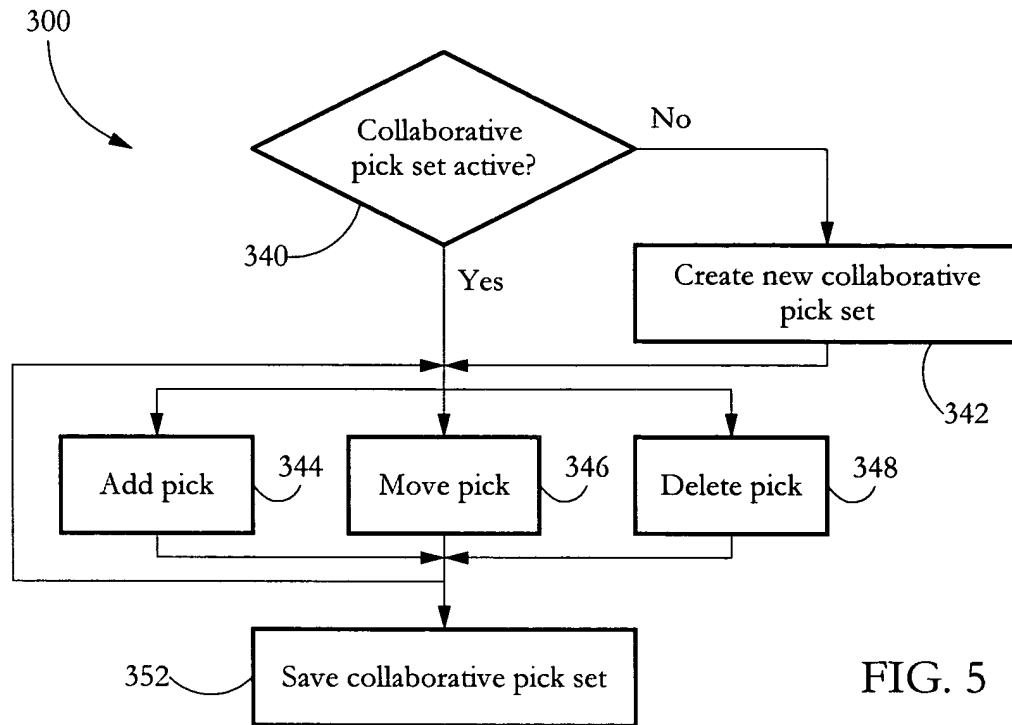 300
Collaborative
pick set active?
No
340
Yes
Create new collaborative
pick set
342
Add pick
344
Move pick
346
Delete pick
348
352
Save collaborative pick set
FIG. 5